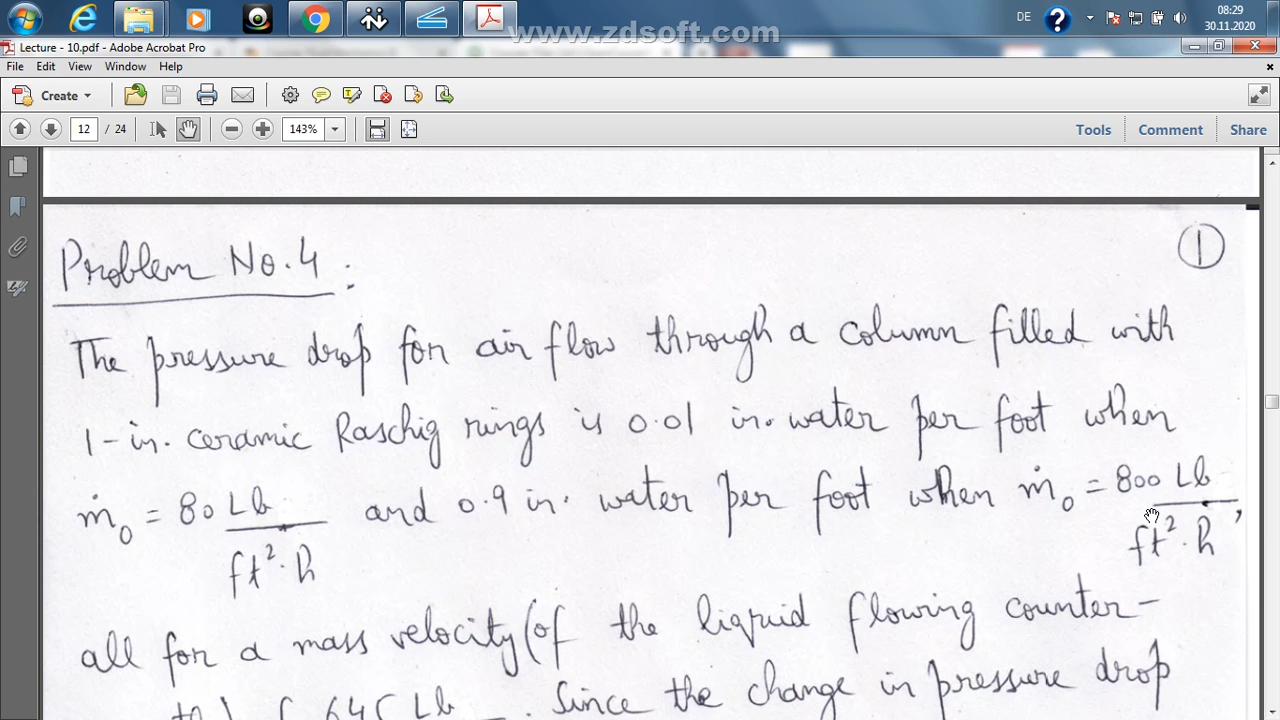 DE
08:29
30.11.2020
www.zdsoft.com
Lecture - 10.pdf - Adobe Acrobat Pro
File Edit View Window Help
Create
12 / 24
143%
Tools Comment Share
Problem No.4 :
1
The pressure drop for air flow through a column filled with
1-in. ceramic Raschig rings is 0.01 in. water per foot when
ṁ₀ = 80 Lb / ft²·h and 0.9 in. water per foot when ṁ₀ = 800 Lb / ft²·h ,
all for a mass velocity (of the liquid flowing counter-
645 Lb . Since the change in pressure drop